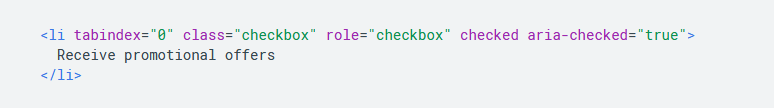 <li tabindex="0" class="checkbox" role="checkbox" checked aria-checked="true">
Receive promotional offers
</li>